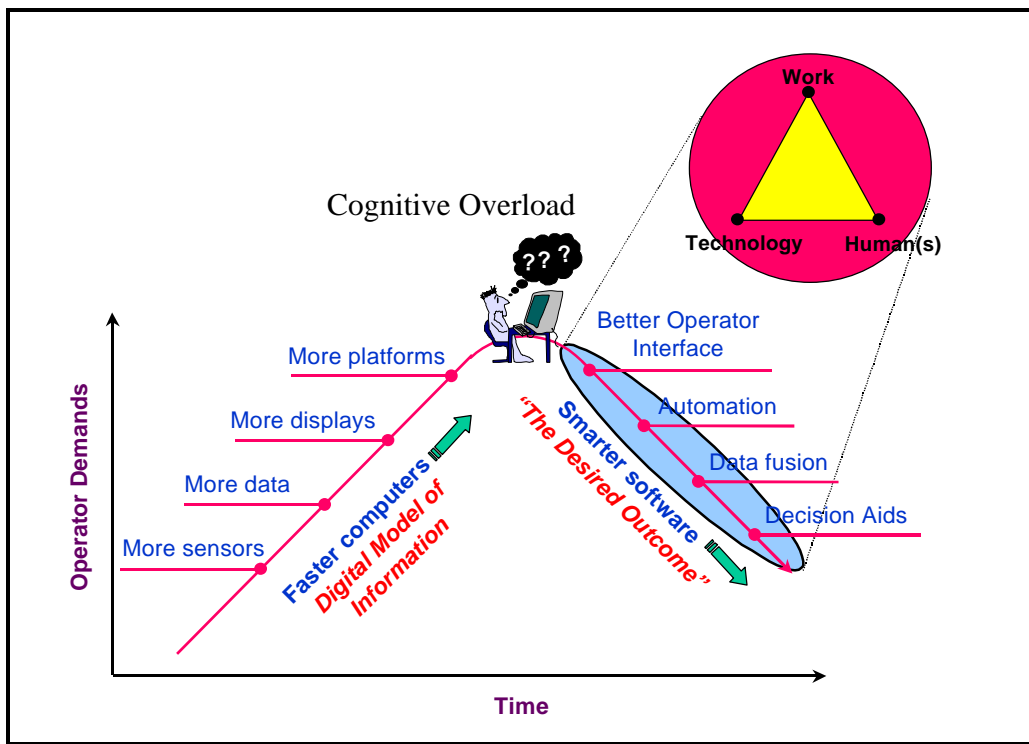 Work
Technology
Human(s)
Cognitive Overload
?? ?
Better Operator
Interface
More platforms
Automation
More displays
Data fusion
More data
Decision Aids
More sensors
Faster computers
Digital Model of
Information
Smarter software
“The Desired Outcome”
Operator Demands
Time